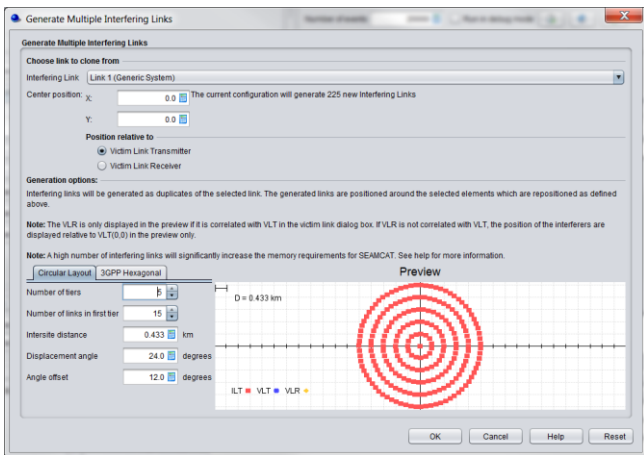 Generate Multiple Interfering Links
Generate Multiple Interfering Links
Choose link to clone from
Interfering Link Link 1 (Generic System)
Center position: X: 0.0 The current configuration will generate 225 new Interfering Links
Y: 0.0
Position relative to
Victim Link Transmitter
Victim Link Receiver
Generation options:
Interfering links will be generated as duplicates of the selected link. The generated links are positioned around the selected elements which are repositioned as defined
above.
Note: The VLR is only displayed in the preview if it is correlated with VLT in the victim link dialog box. If VLR is not correlated with VLT, the position of the interferers are
displayed relative to VLT(0,0) in the preview only.
Note: A high number of interfering links will significantly increase the memory requirements for SEAMCAT. See help for more information.
Circular Layout 3GPP Hexagonal
Preview
Number of tiers
Number of links in first tier 15
Intersite distance 0.433 km
Displacement angle 24.0 degrees
Angle offset 12.0 degrees
D = 0.433 km
ILT VLT VLR
OK Cancel Help Reset